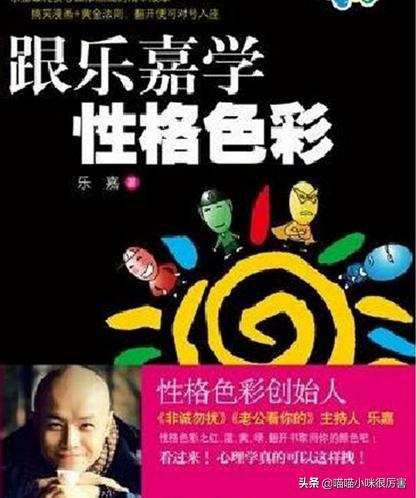 搞笑漫画+黄金法则，翻开便可对号入座
跟乐嘉学
性格色彩
乐 嘉 著
性格色彩创始人
《非诚勿扰》《老公看你的》主持人 乐嘉
性格色彩之红、蓝、黄、绿，翻开书取问你的颜色吧！
看过来！心理学真的可以这样拽！
头条 @喵喵小咪很厉害